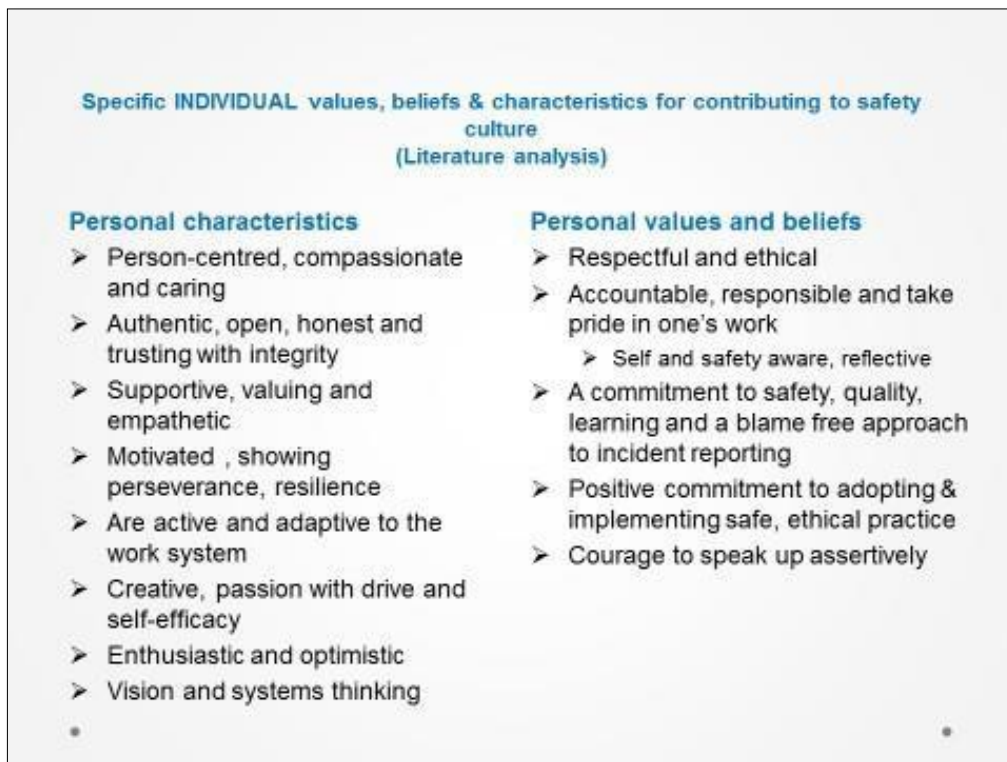 Specific INDIVIDUAL values, beliefs & characteristics for contributing to safety
culture
(Literature analysis)
Personal characteristics
➢ Person-centred, compassionate
and caring
➢ Authentic, open, honest and
trusting with integrity
➢ Supportive, valuing and
empathetic
➢ Motivated , showing
perseverance, resilience
➢ Are active and adaptive to the
work system
➢ Creative, passion with drive and
self-efficacy
➢ Enthusiastic and optimistic
➢ Vision and systems thinking
Personal values and beliefs
➢ Respectful and ethical
➢ Accountable, responsible and take
pride in one's work
➢ Self and safety aware, reflective
➢ A commitment to safety, quality,
learning and a blame free approach
to incident reporting
➢ Positive commitment to adopting &
implementing safe, ethical practice
➢ Courage to speak up assertively